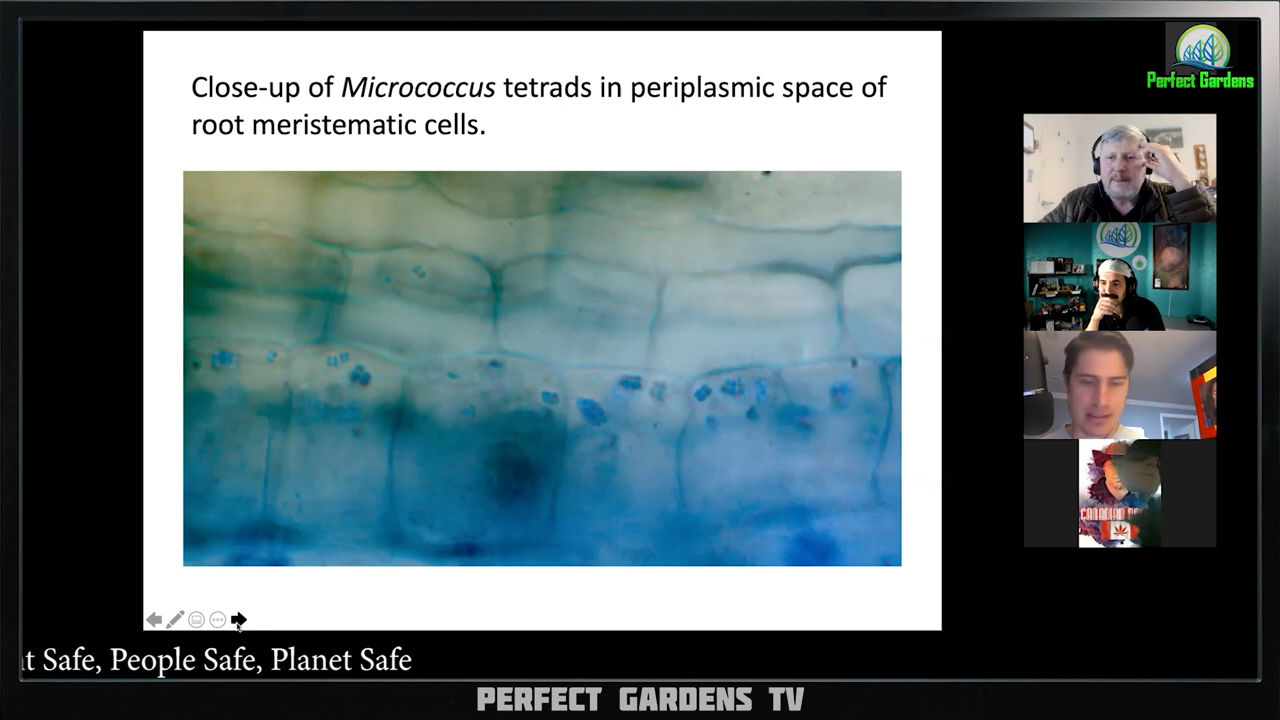 Close-up of Micrococcus tetrads in periplasmic space of
root meristematic cells.
Perfect Gardens
t Safe, People Safe, Planet Safe
PERFECT GARDENS TV